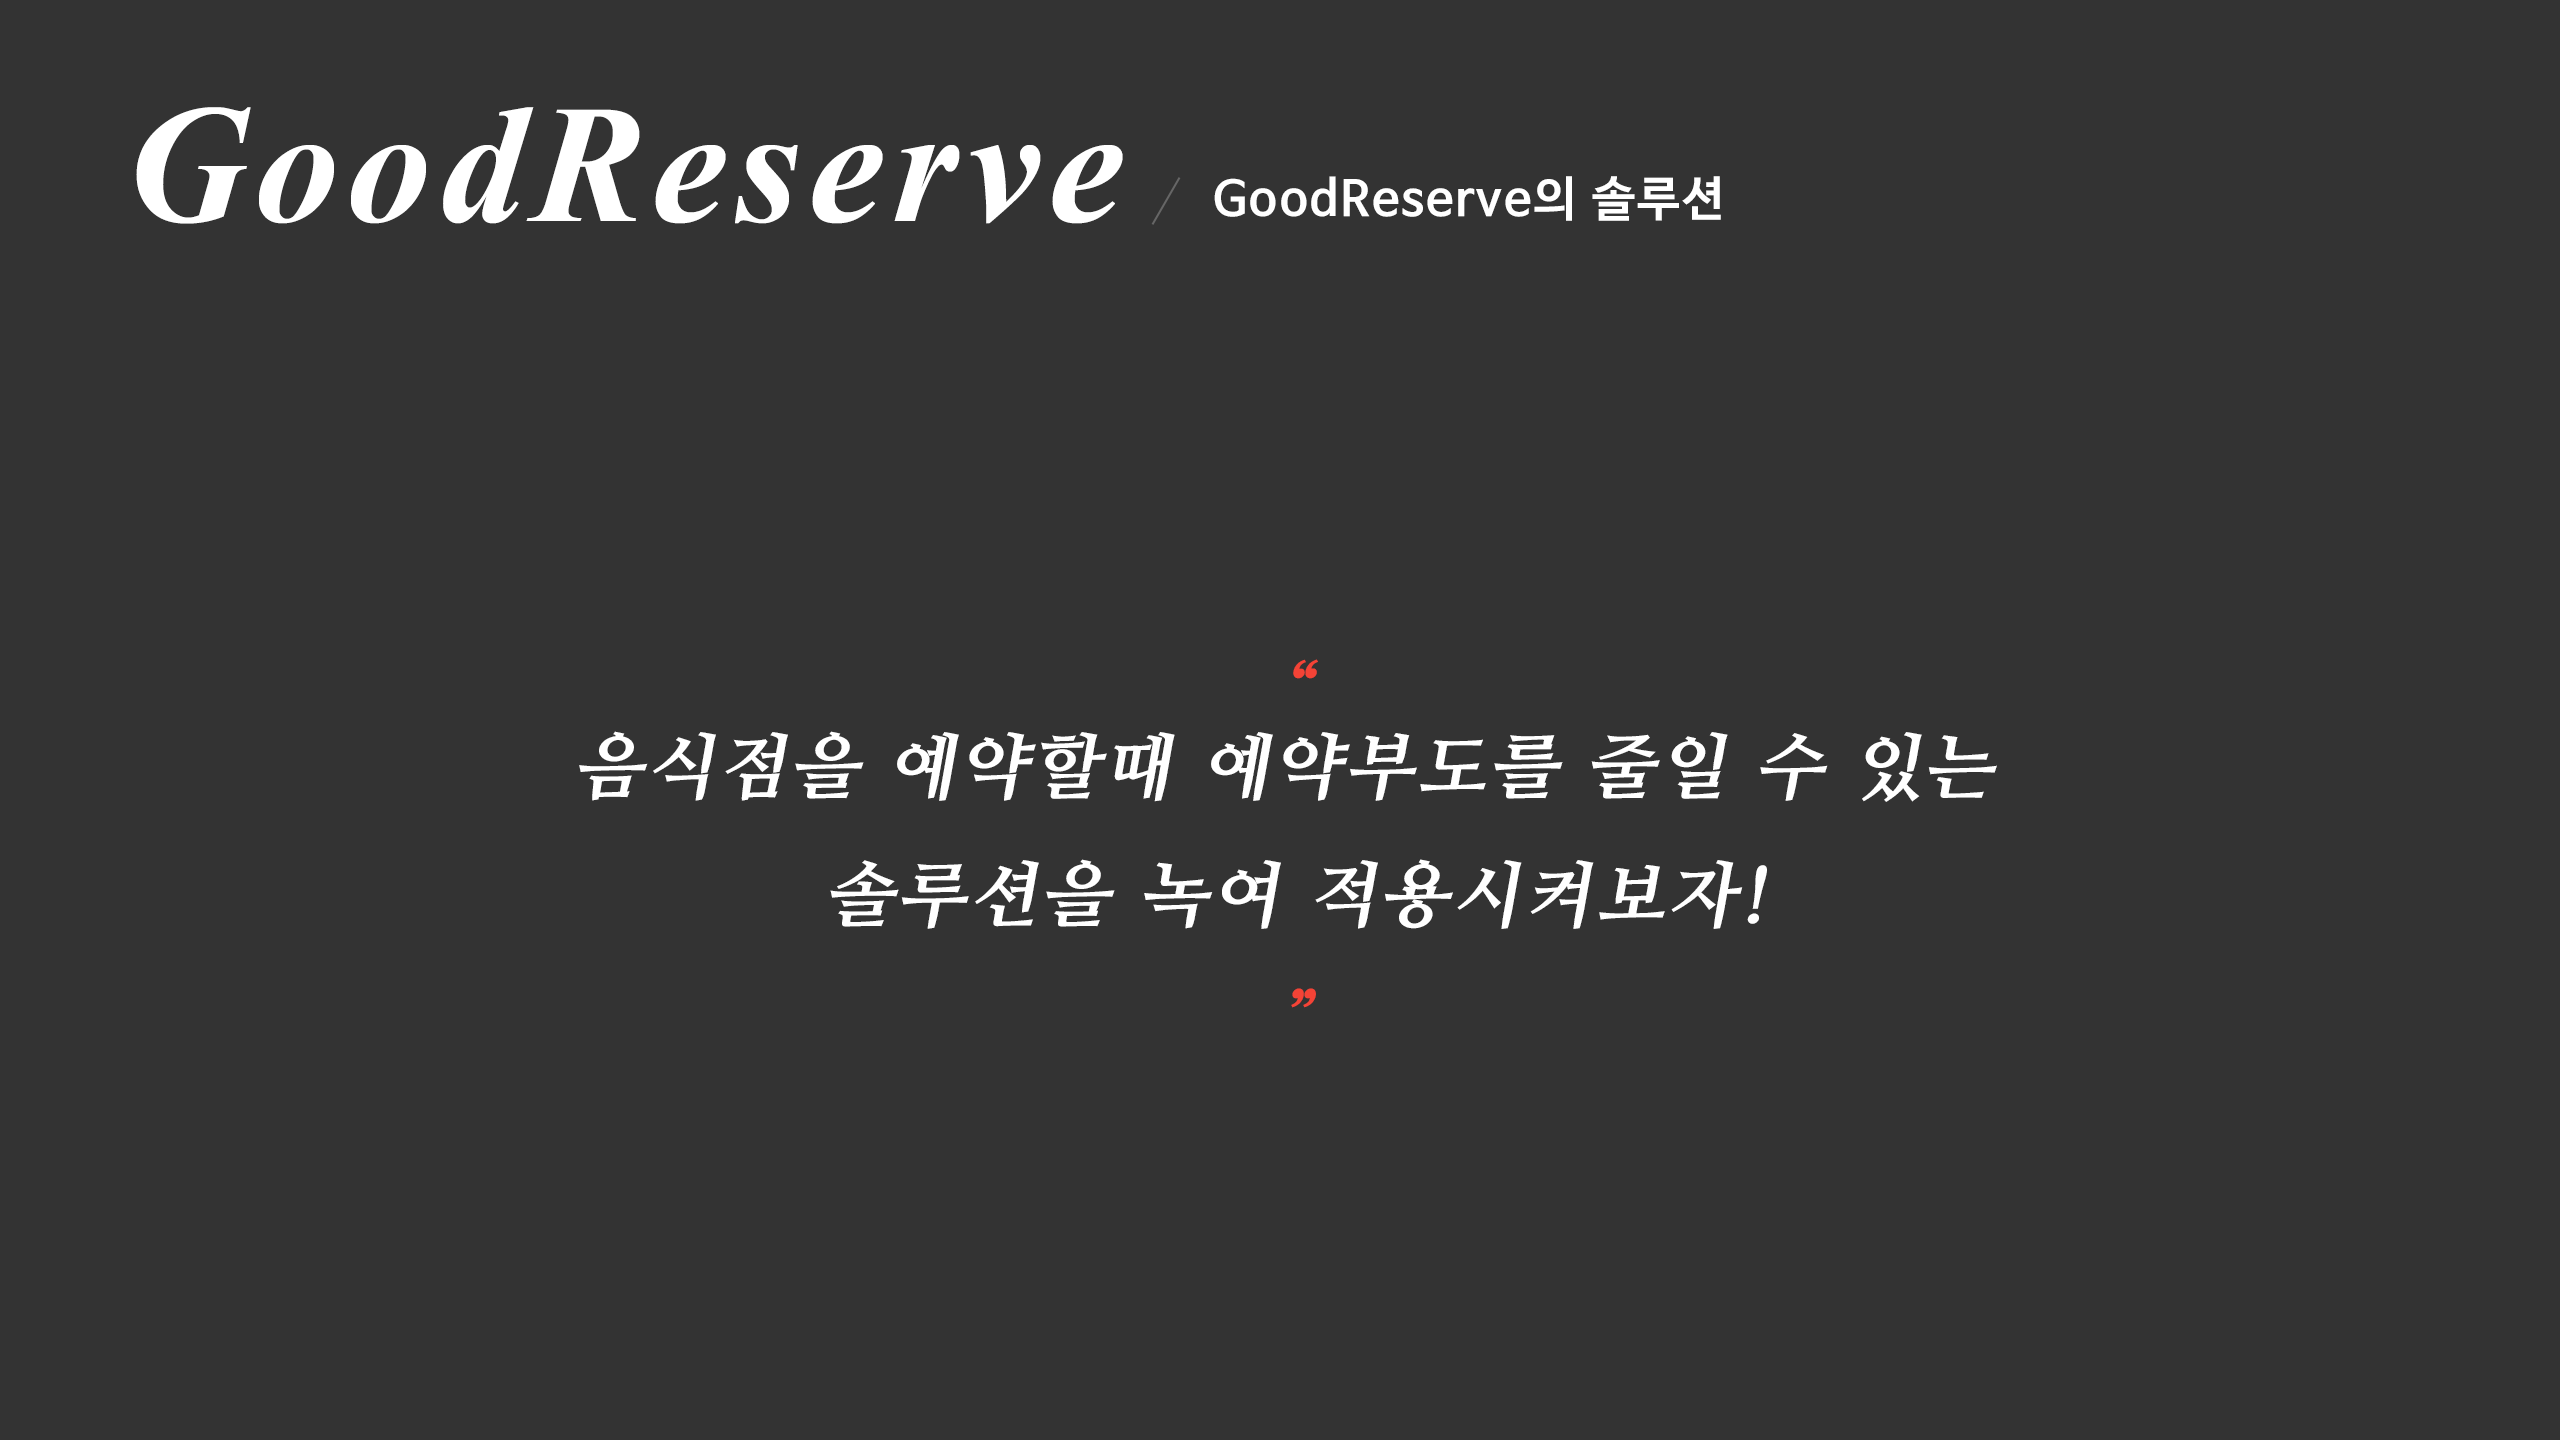 GoodReserve / GoodReserve의 솔루션
“
음식점을 예약할때 예약부도를 줄일 수 있는
솔루션을 녹여 적용시켜보자!
”